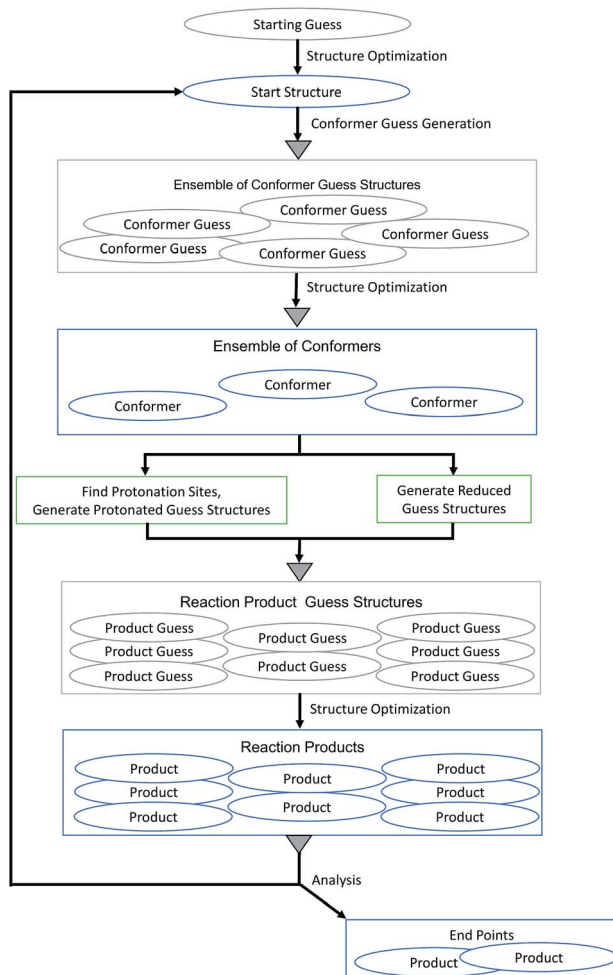 Starting Guess
Structure Optimization
Start Structure
Conformer Guess Generation
Ensemble of Conformer Guess Structures
Conformer Guess
Conformer Guess
Conformer Guess
Conformer Guess
Conformer Guess
Structure Optimization
Ensemble of Conformers
Conformer
Conformer
Conformer
Find Protonation Sites,
Generate Protonated Guess Structures
Generate Reduced
Guess Structures
Reaction Product Guess Structures
Product Guess
Product Guess
Product Guess
Product Guess
Product Guess
Product Guess
Product Guess
Product Guess
Structure Optimization
Reaction Products
Product
Product
Product
Product
Product
Product
Product
Product
Analysis
End Points
Product
Product